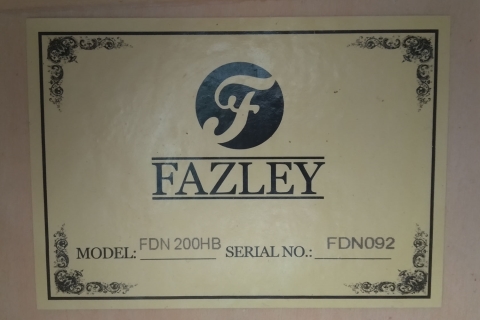 F
FAZLEY
MODEL: FDN 200HB SERIAL NO.: FDN092